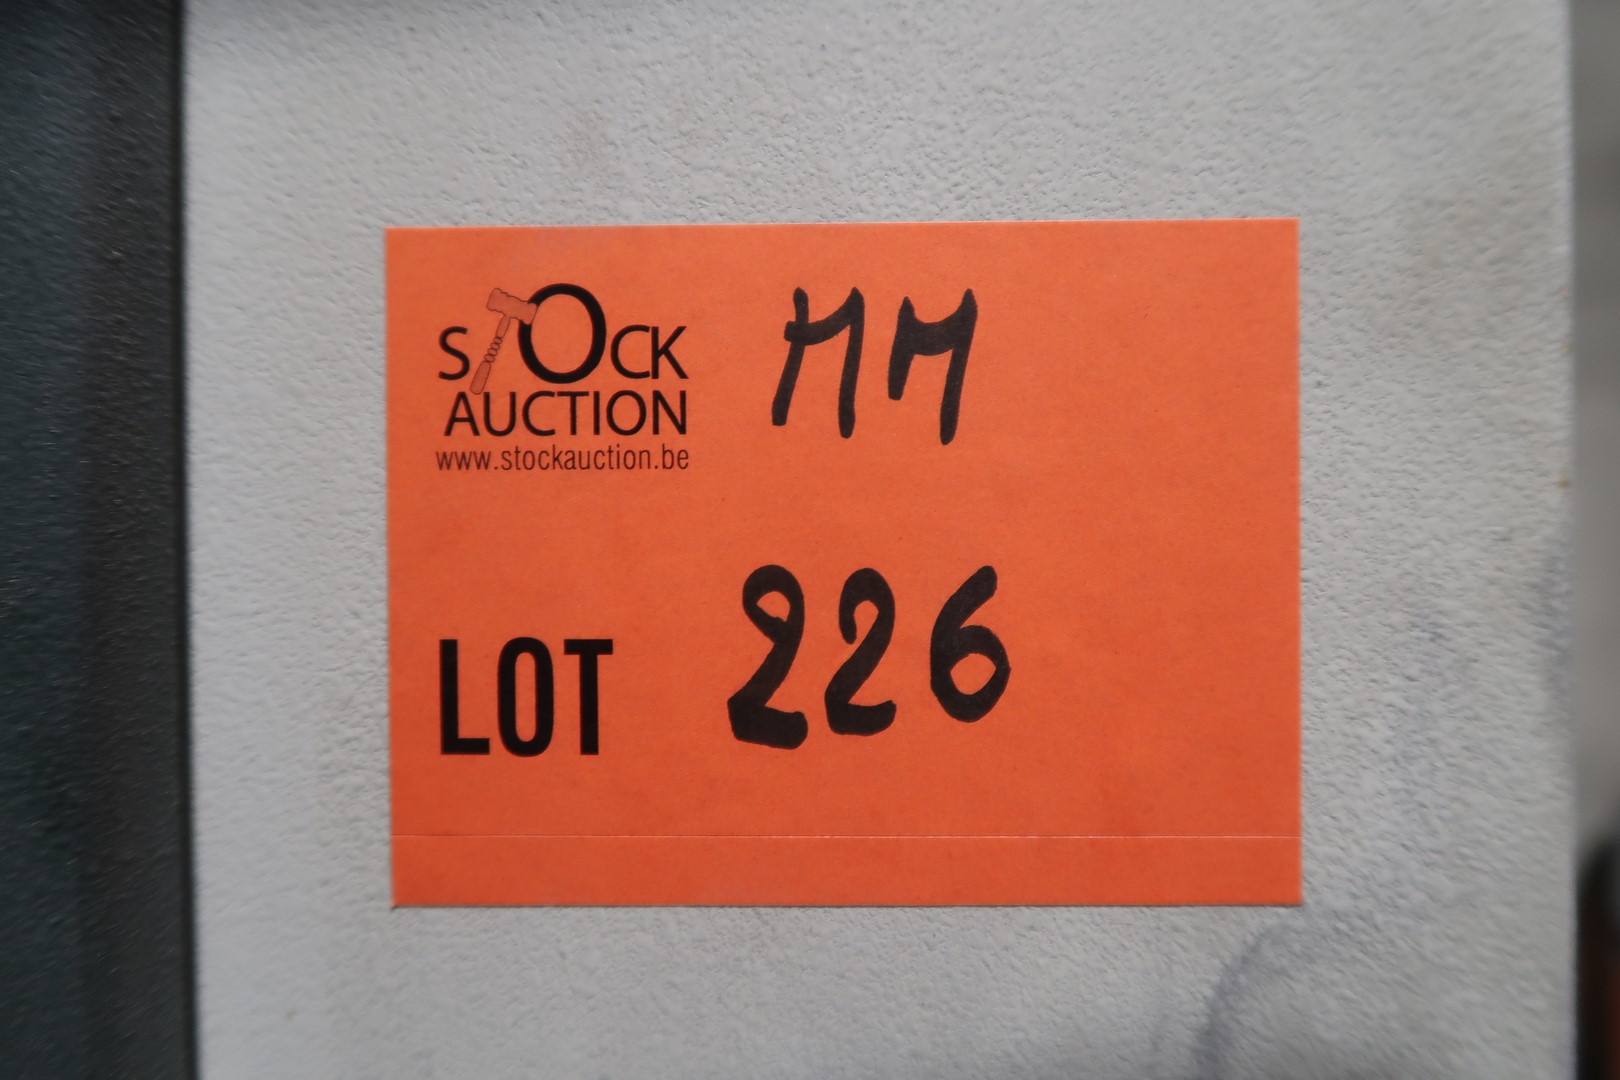 STOCK MM
AUCTION
www.stockauction.be
LOT 226